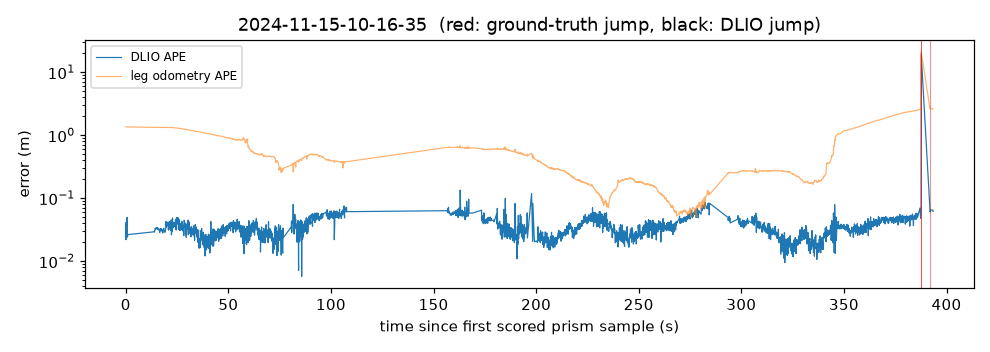 2024-11-15-10-16-35  (red: ground-truth jump, black: DLIO jump)
DLIO APE
leg odometry APE
error (m)
10¹
10⁰
10⁻¹
10⁻²
0 50 100 150 200 250 300 350 400
time since first scored prism sample (s)